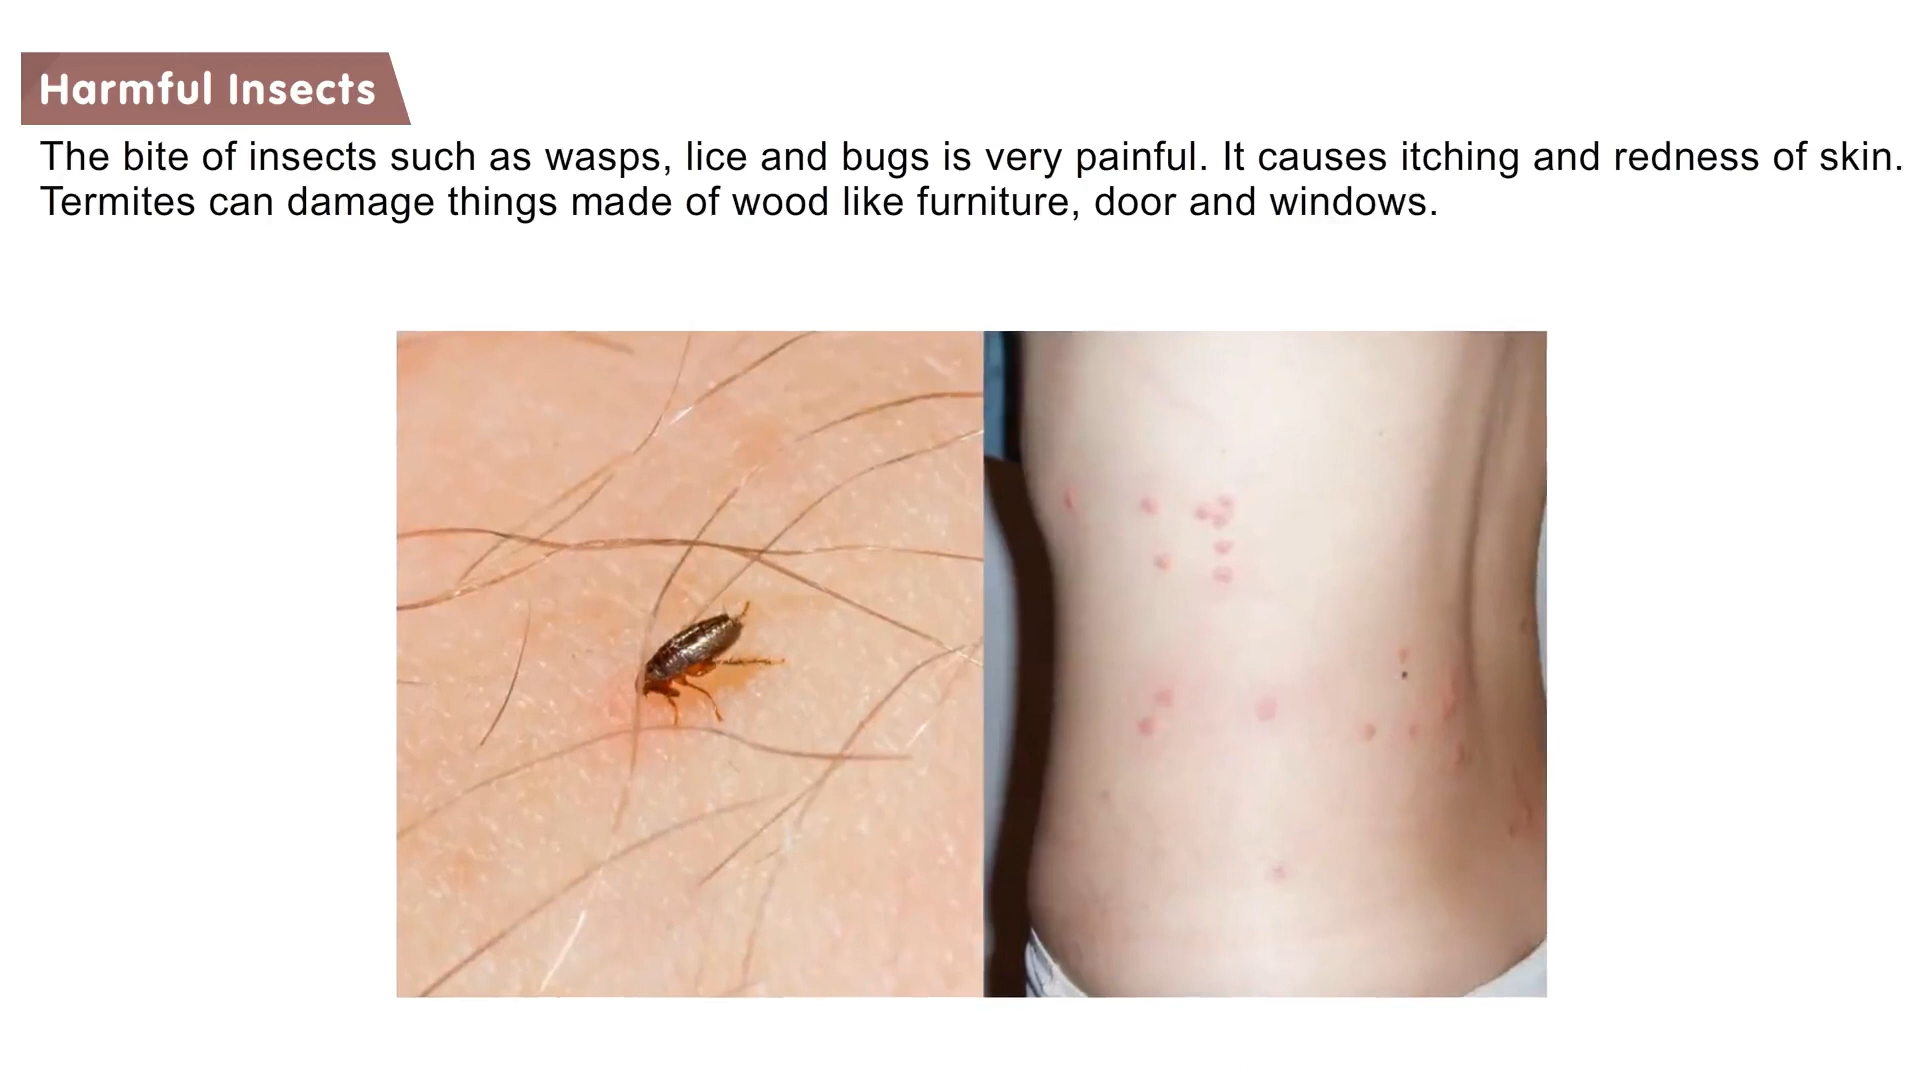 Harmful Insects
The bite of insects such as wasps, lice and bugs is very painful. It causes itching and redness of skin.
Termites can damage things made of wood like furniture, door and windows.